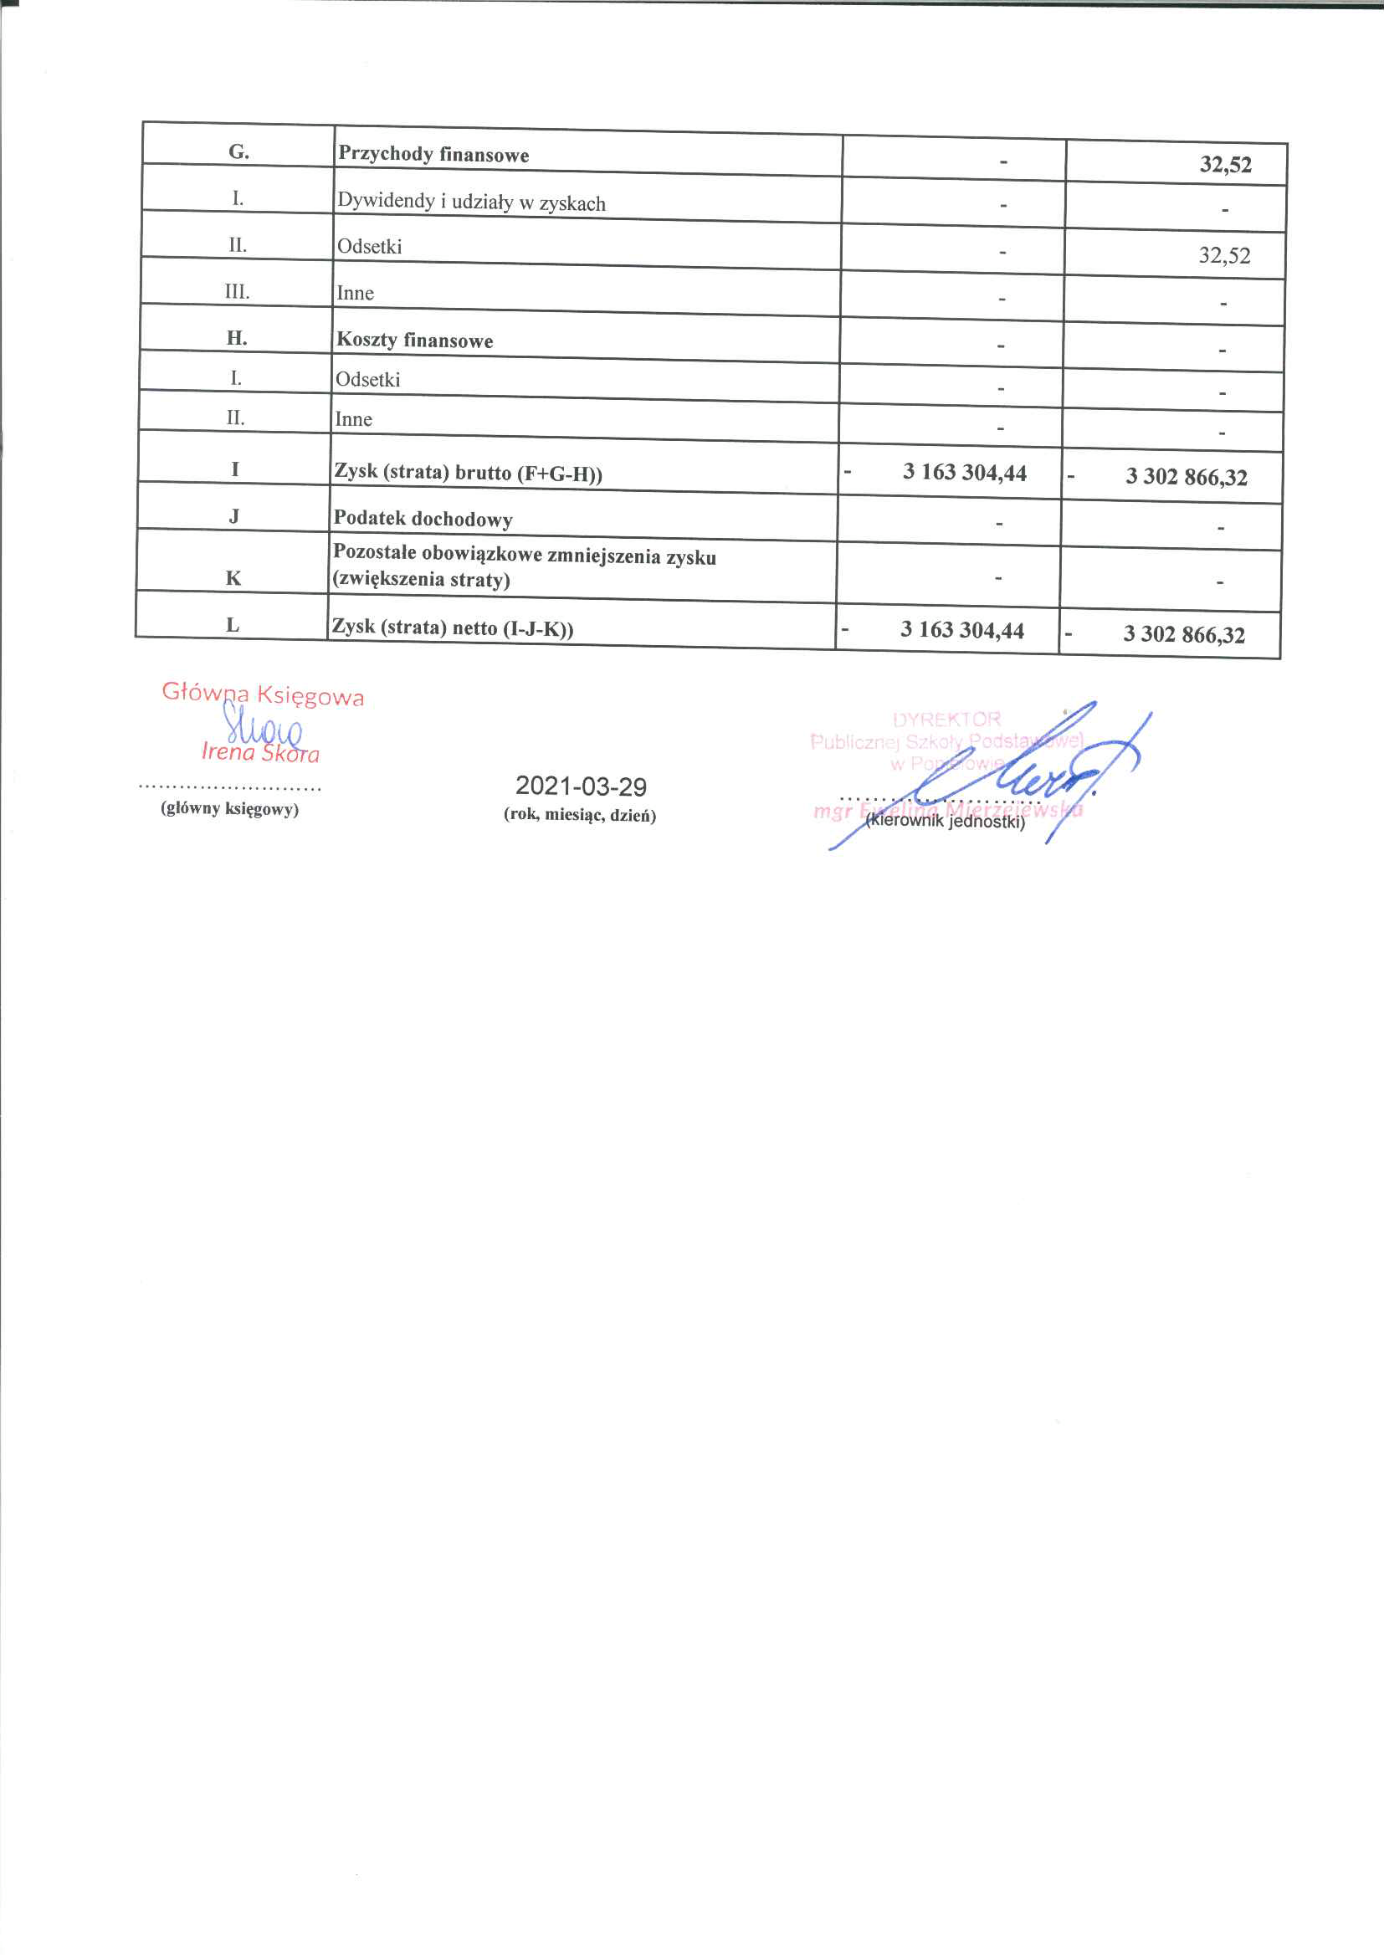 G. Przychody finansowe - 32,52
I. Dywidendy i udziały w zyskach - -
II. Odsetki - 32,52
III. Inne - -
H. Koszty finansowe - -
I. Odsetki - -
II. Inne - -
I Zysk (strata) brutto (F+G-H)) - 3 163 304,44 - 3 302 866,32
J Podatek dochodowy - -
Pozostałe obowiązkowe zmniejszenia zysku
K (zwiększenia straty) - -
L Zysk (strata) netto (I-J-K)) - 3 163 304,44 - 3 302 866,32
Główna Księgowa
Irena Skóra
(główny księgowy)
2021-03-29
(rok, miesiąc, dzień)
DYREKTOR
Publicznej Szkoły Podstawowej
w
mgr Ewelina Mierzejewska
(kierownik jednostki)